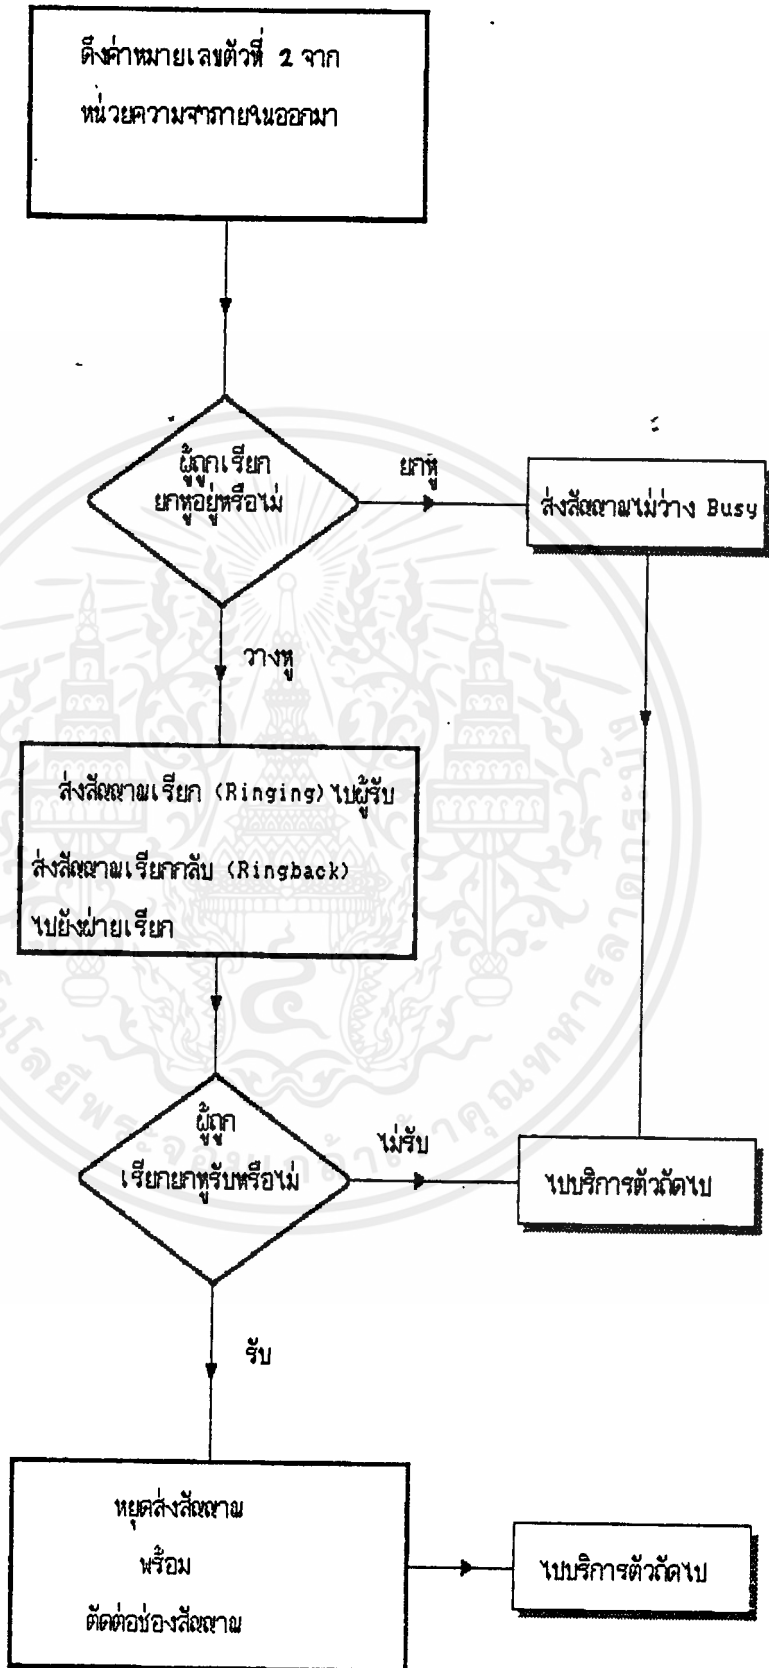 ดึงค่าหมายเลขตัวที่ 2 จาก
หน่วยความจำภายในออกมา
ผู้ถูกเรียก
ยกหูอยู่หรือไม่
ยกหู
ส่งสัญญาณไม่ว่าง Busy
วางหู
ส่งสัญญาณเรียก (Ringing) ไปผู้รับ
ส่งสัญญาณเรียกกลับ (Ringback)
ไปยังฝ่ายเรียก
ผู้ถูก
เรียกยกหูรับหรือไม่
ไม่รับ
ไปบริการตัวถัดไป
รับ
หยุดส่งสัญญาณ
พร้อม
ตัดต่อช่องสัญญาณ
ไปบริการตัวถัดไป